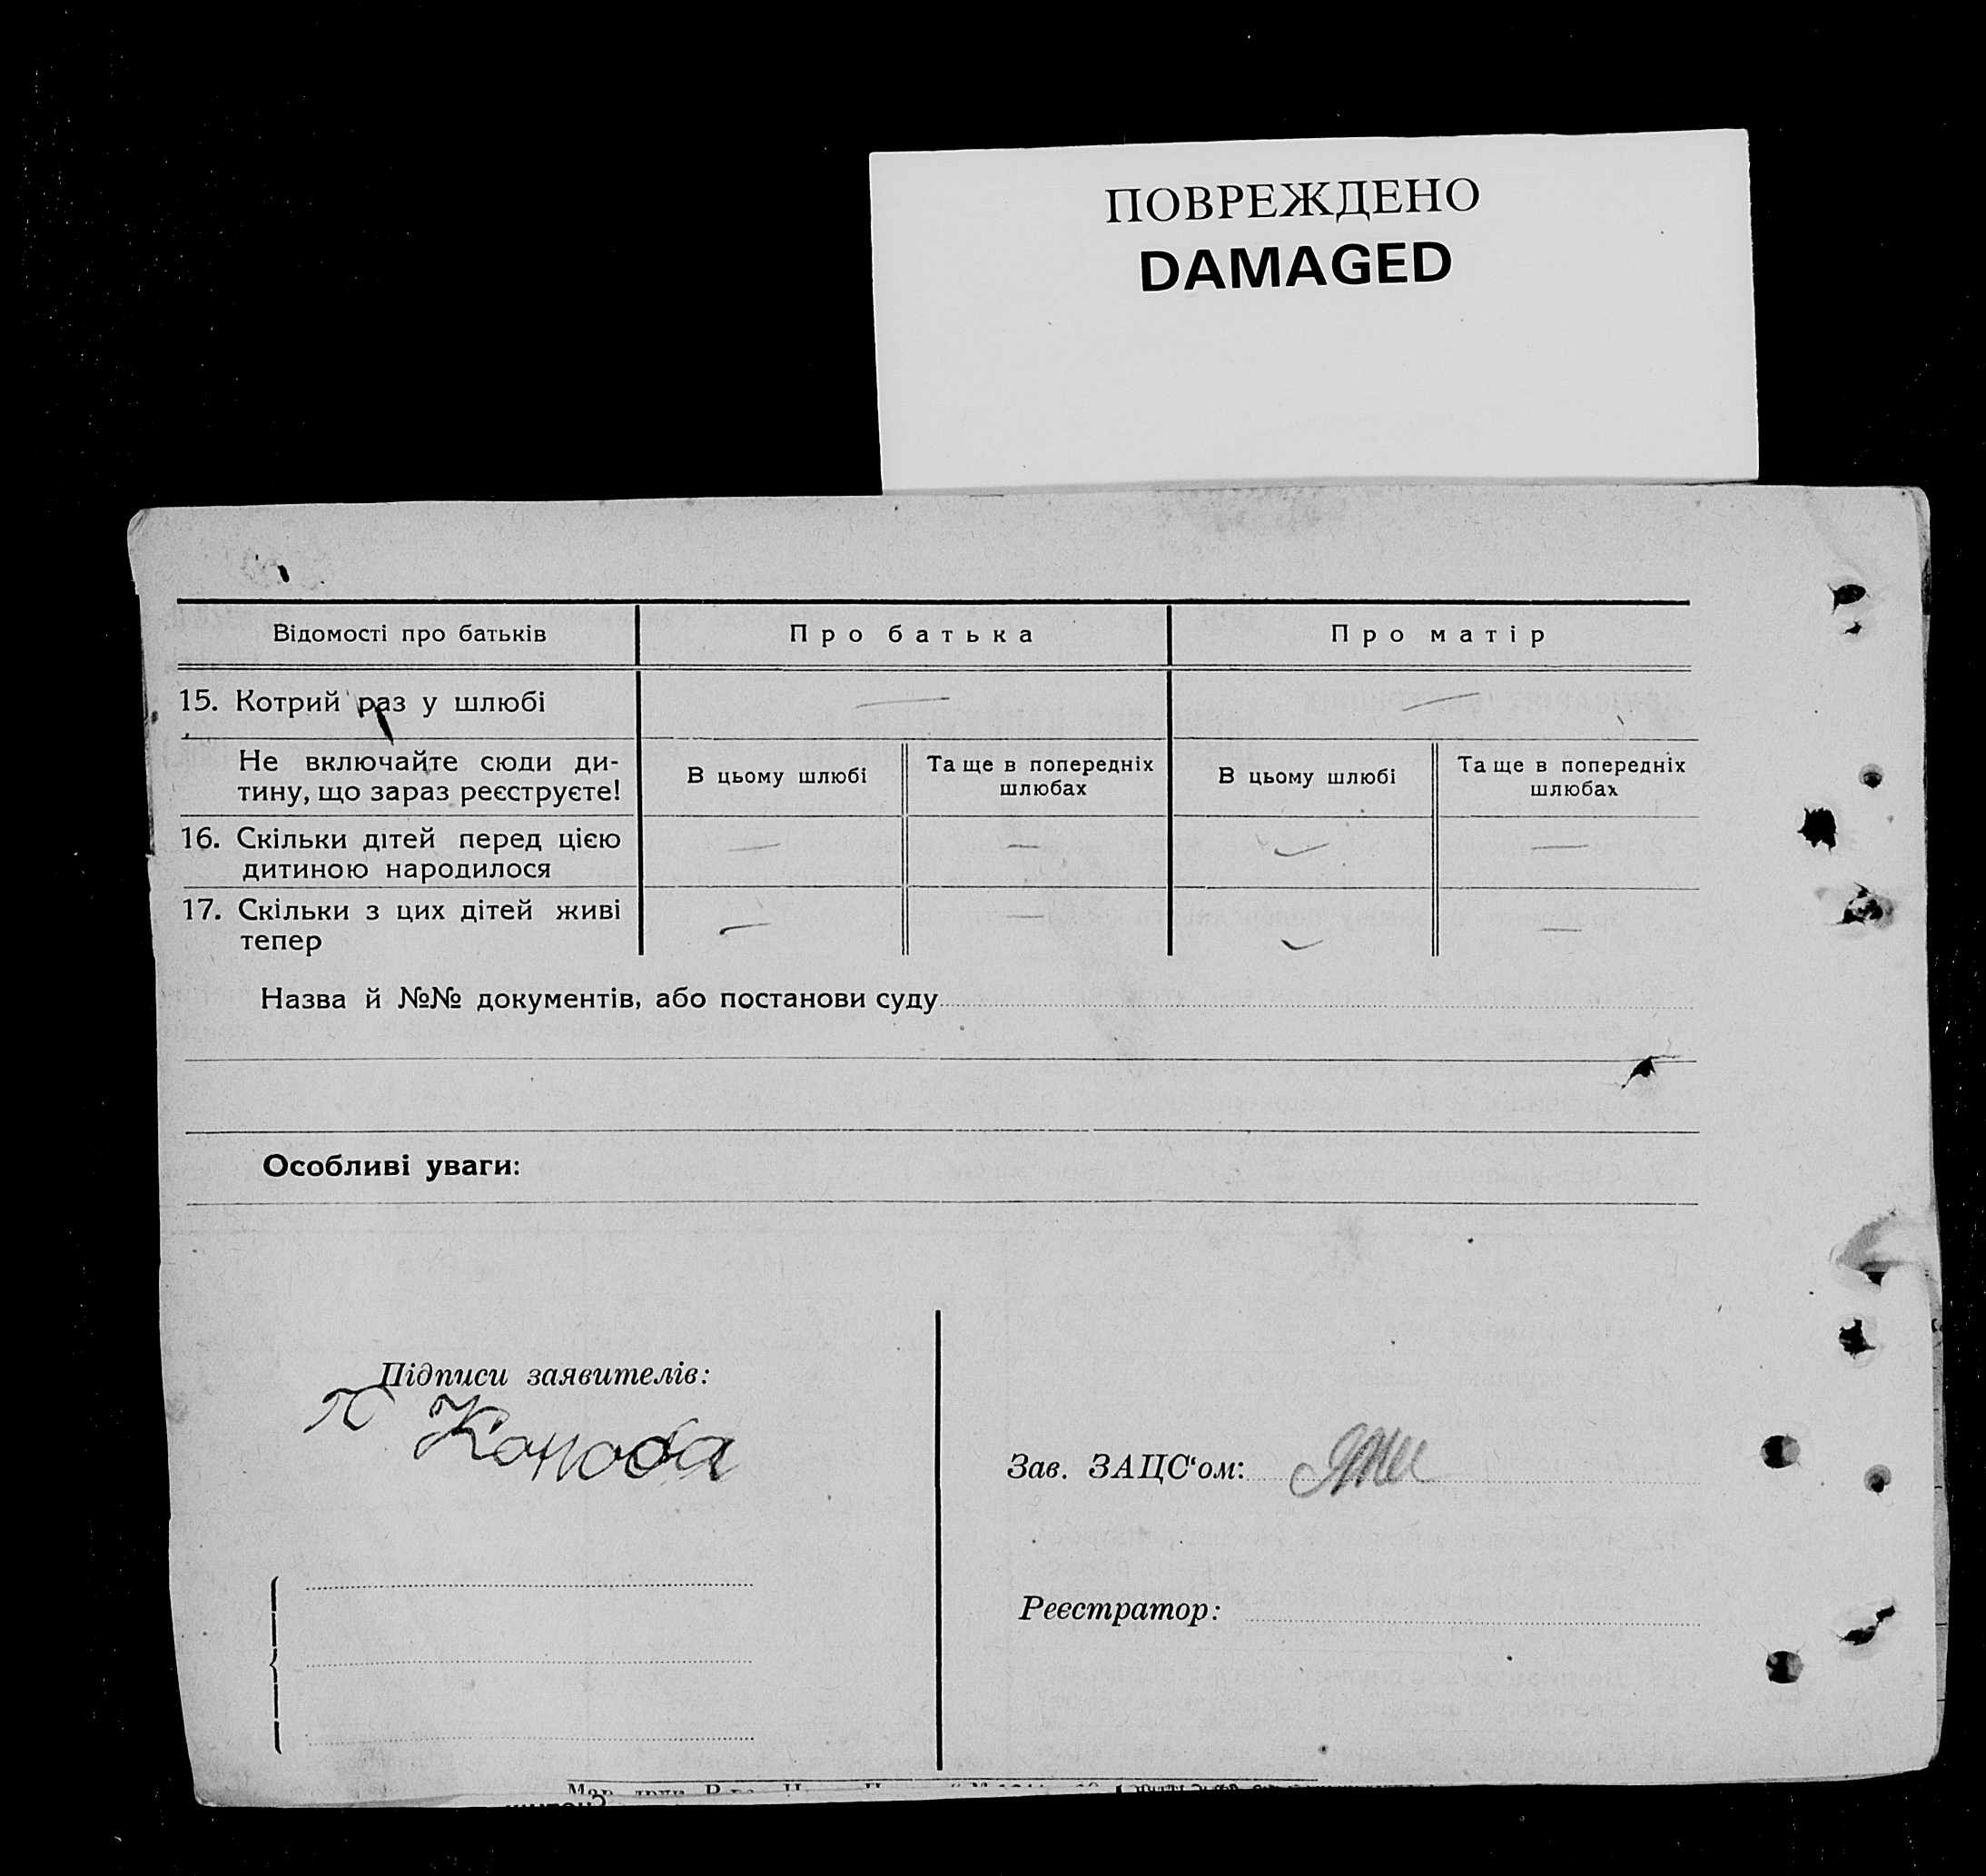 ПОВРЕЖДЕНО
DAMAGED
Відомості про батьків
Про батька
Про матір
15. Котрий раз у шлюбі
—
—
Не включайте сюди ди-
тину, що зараз реєструєте!
В цьому шлюбі
Та ще в попередніх
шлюбах
В цьому шлюбі
Та ще в попередніх
шлюбах
16. Скільки дітей перед цією
дитиною народилося
—
—
—
—
17. Скільки з цих дітей живі
тепер
—
—
—
—
Назва й №№ документів, або постанови суду
Особливі уваги:
Підписи заявителів:
Зав. ЗАЦС‘ом:
Реєстратор: